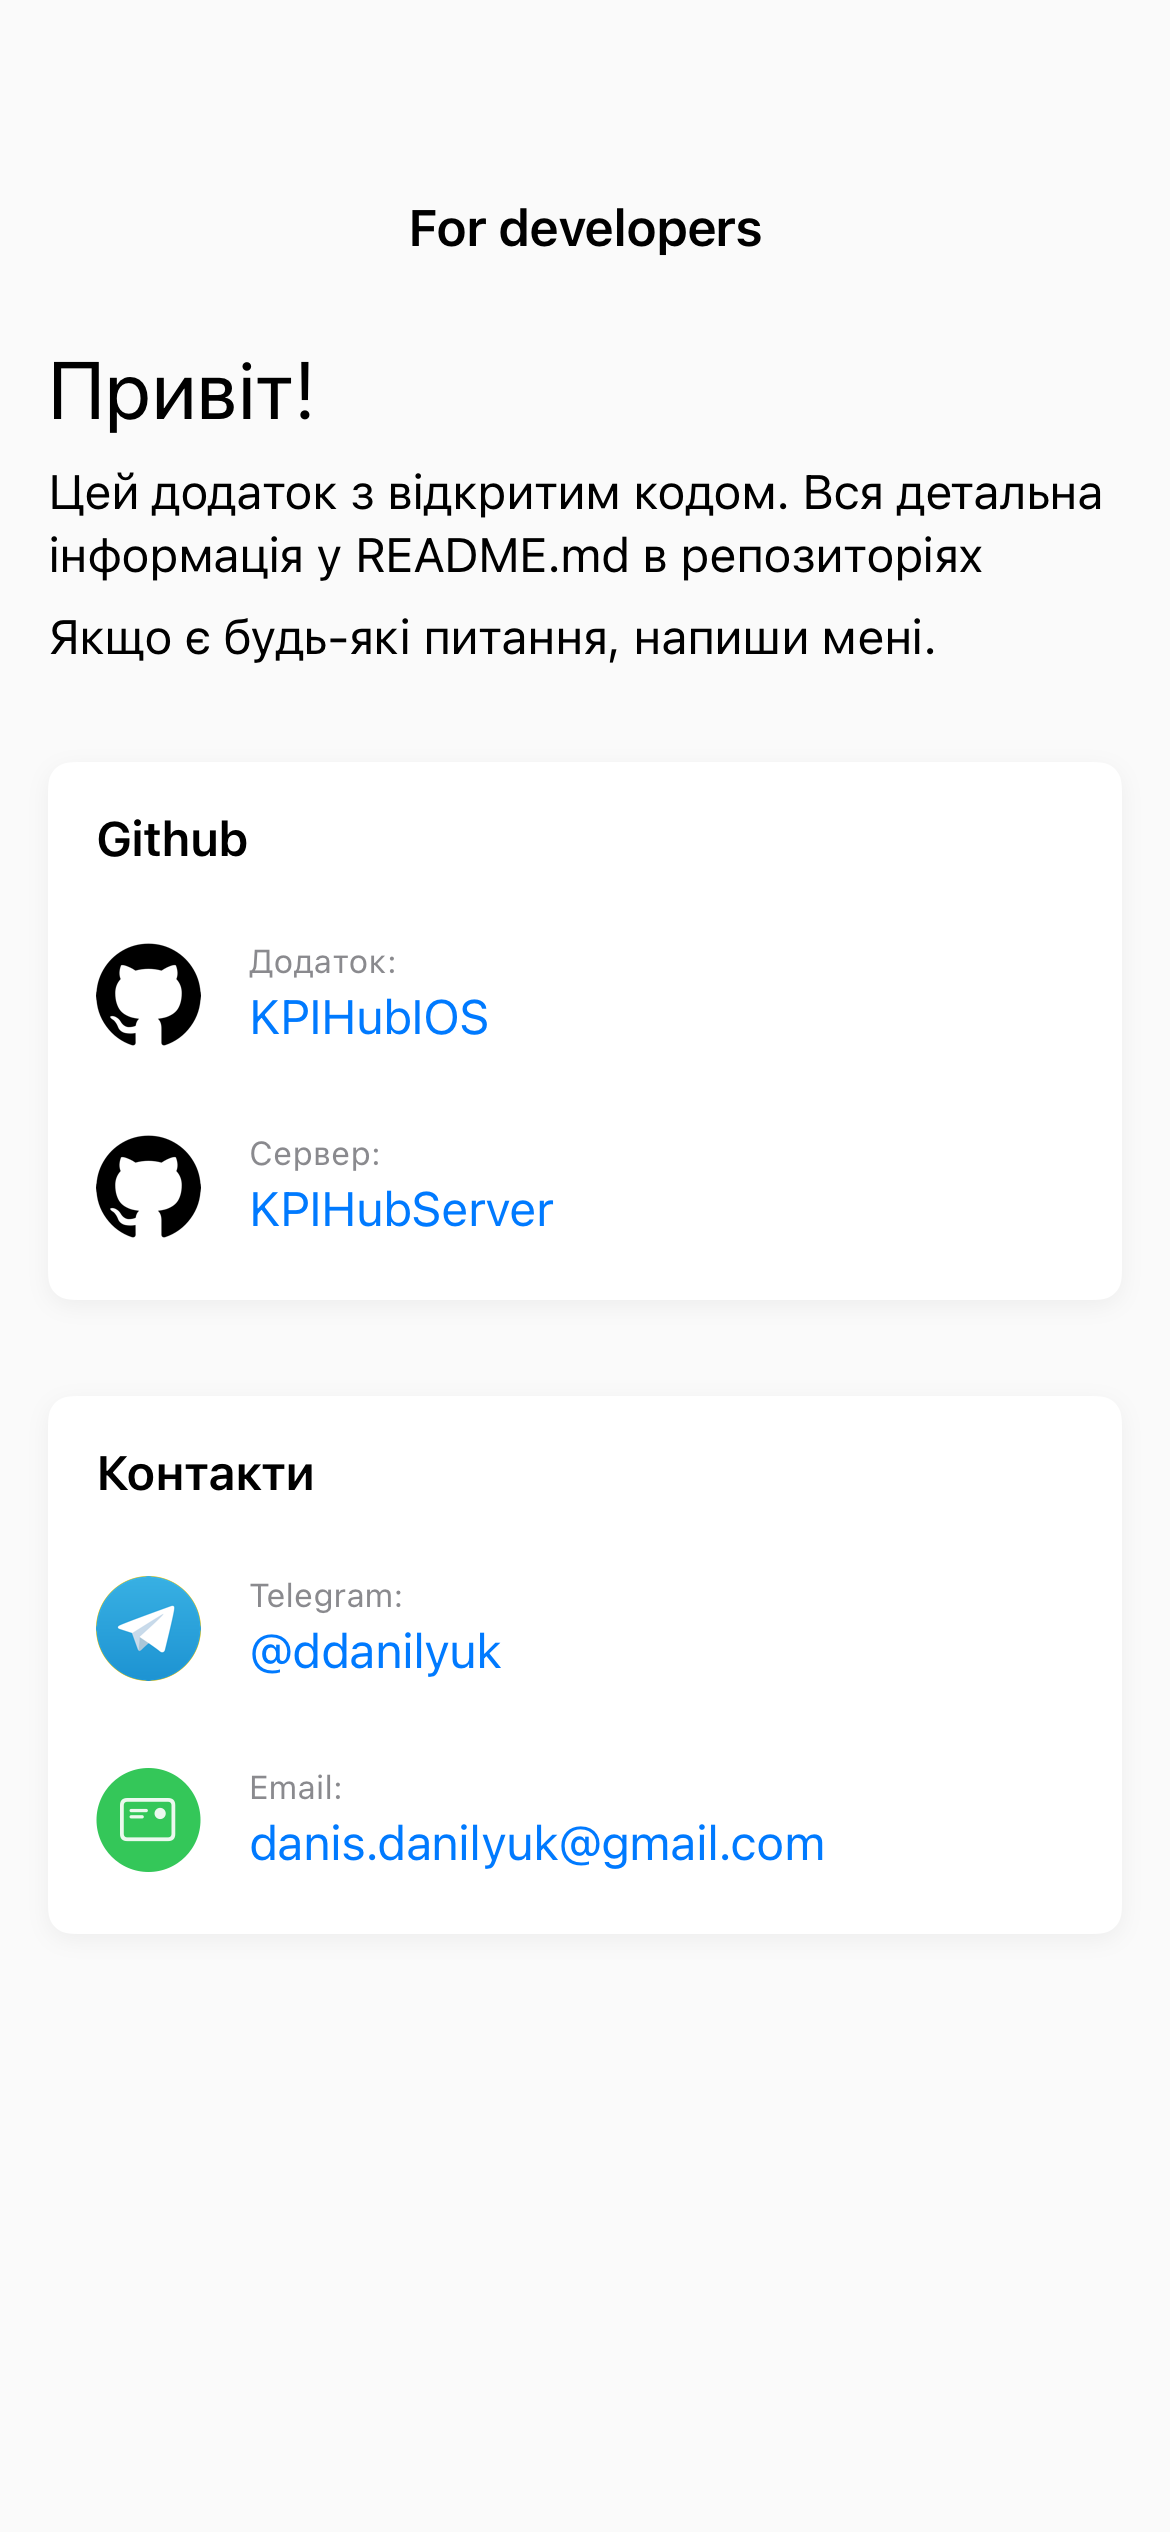 For developers
Привіт!
Цей додаток з відкритим кодом. Вся детальна
інформація у README.md в репозиторіях
Якщо є будь-які питання, напиши мені.
Github
Додаток:
KPIHubIOS
Сервер:
KPIHubServer
Контакти
Telegram:
@ddanilyuk
Email:
danis.danilyuk@gmail.com